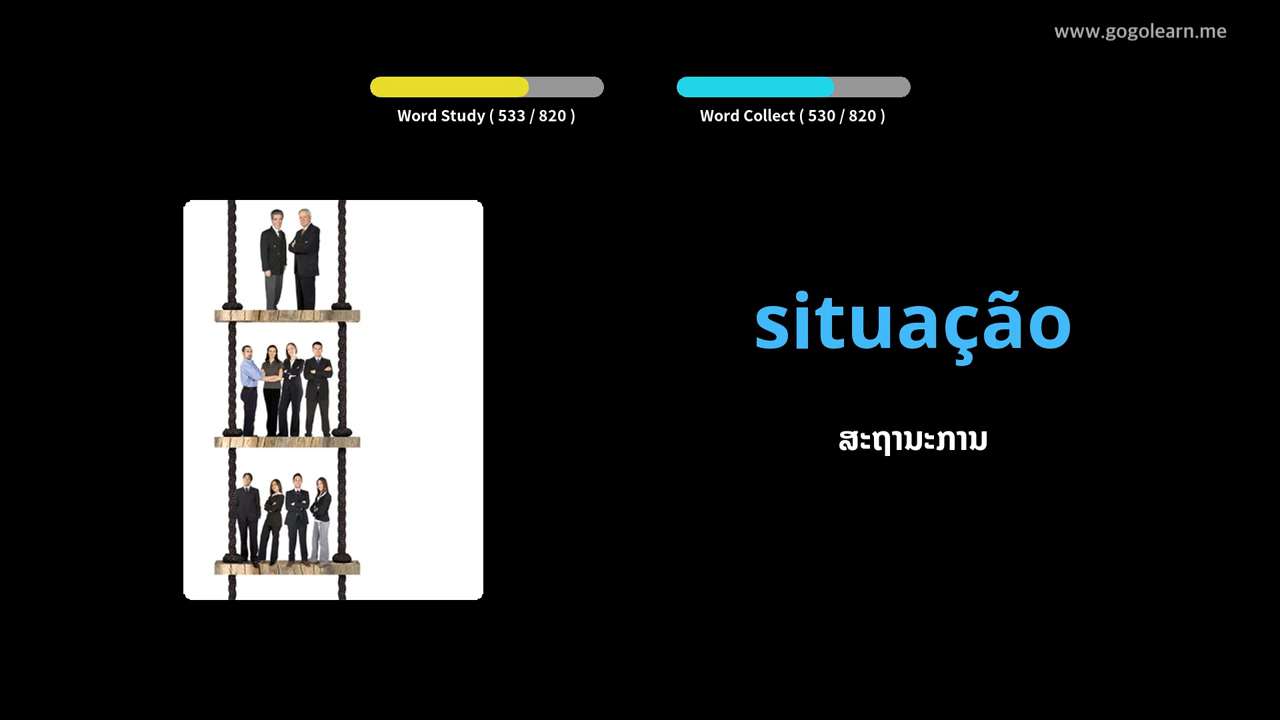 www.gogolearn.me
Word Study ( 533 / 820 )
Word Collect ( 530 / 820 )
situação
ສະຖານະການ